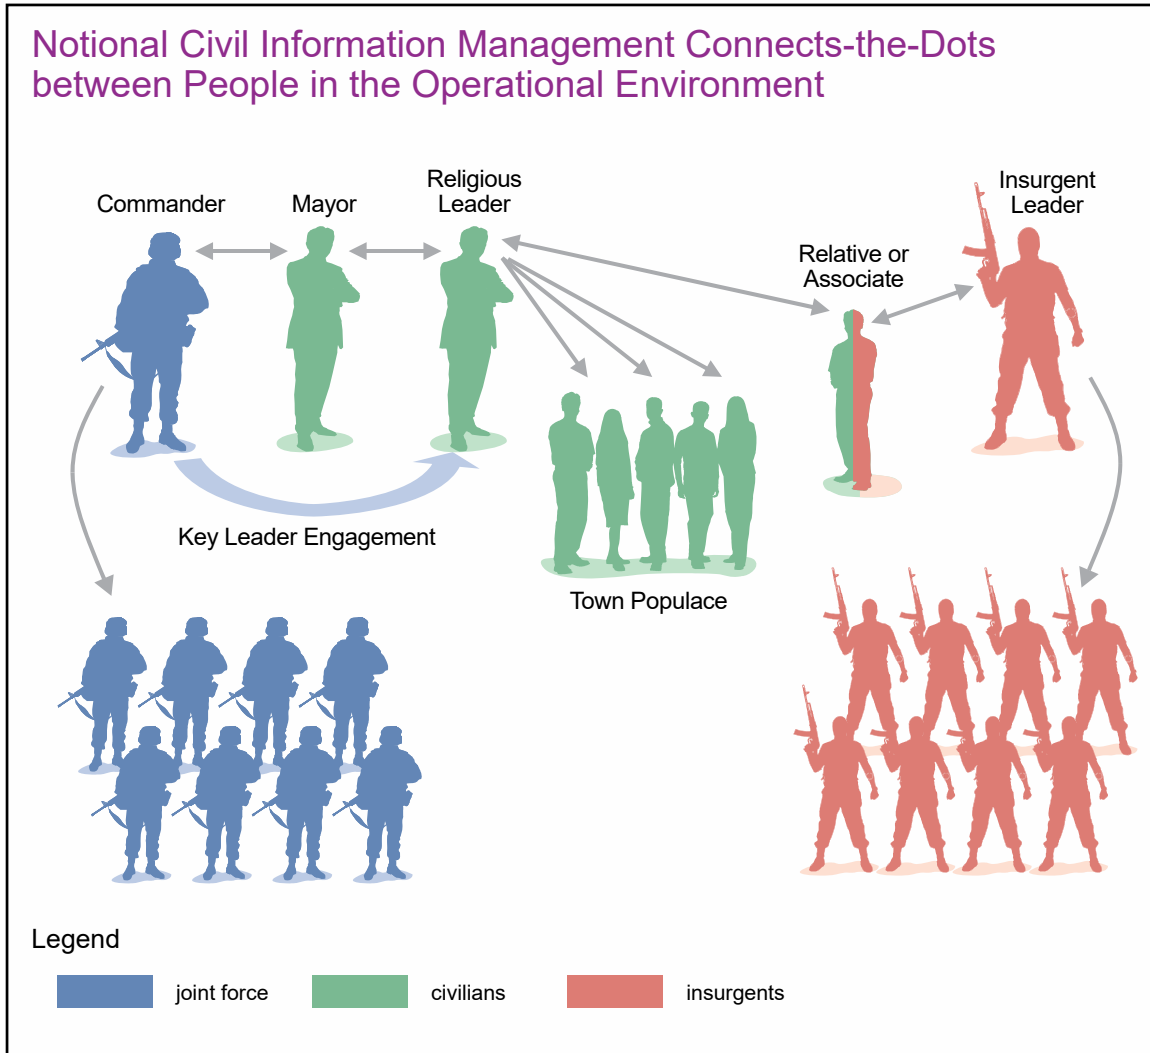 Notional Civil Information Management Connects-the-Dots
between People in the Operational Environment
Commander
Mayor
Religious
Leader
Relative or
Associate
Insurgent
Leader
Key Leader Engagement
Town Populace
Legend
joint force
civilians
insurgents